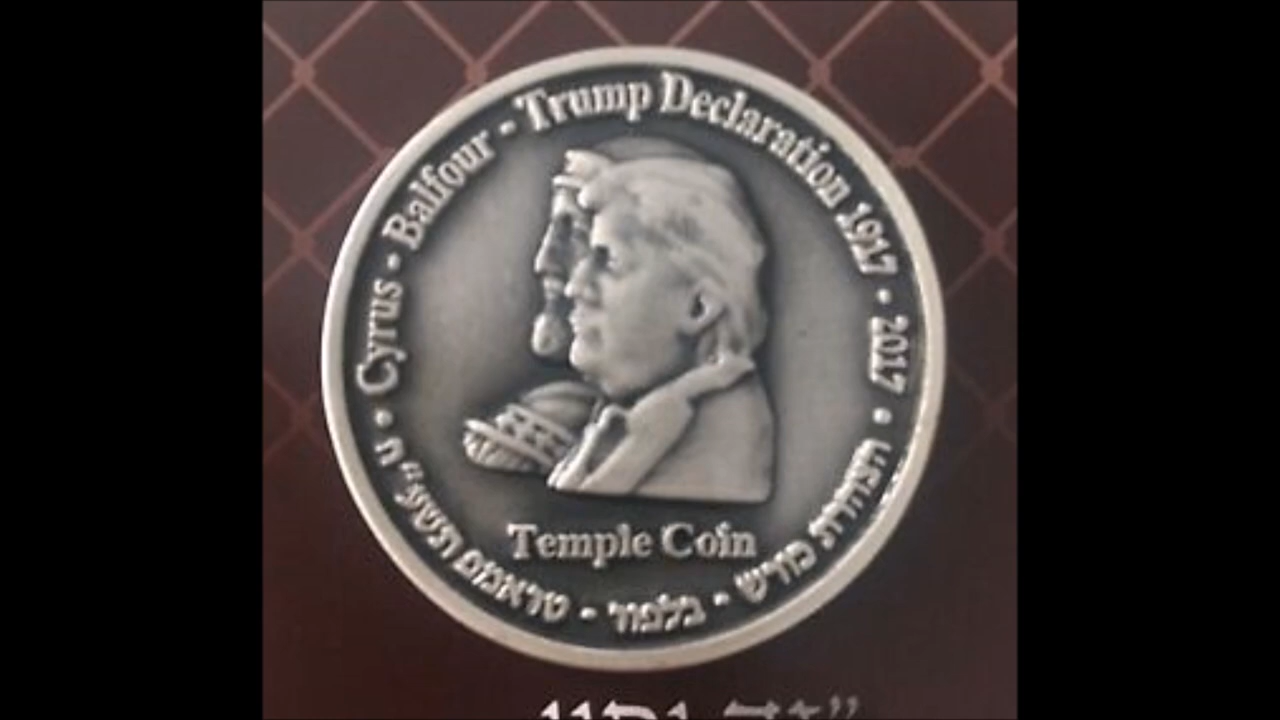 Cyrus - Balfour - Trump Declaration 1917 - 2017
Temple Coin
הצהרת כורש - בלפור - טראמפ תשע"ח